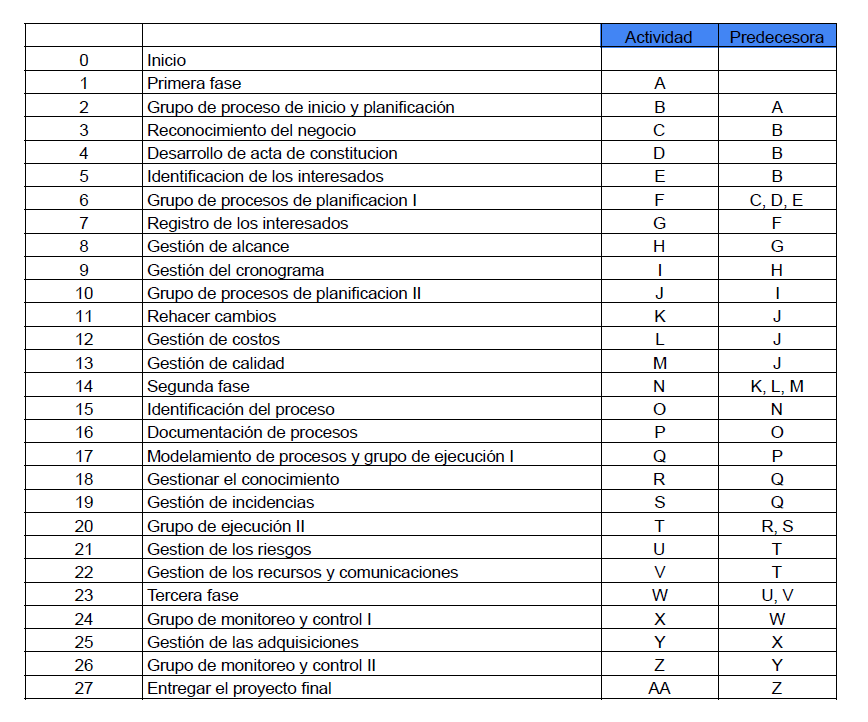 Actividad Predecesora
0 Inicio
1 Primera fase A
2 Grupo de proceso de inicio y planificación B A
3 Reconocimiento del negocio C B
4 Desarrollo de acta de constitucion D B
5 Identificacion de los interesados E B
6 Grupo de procesos de planificacion I F C, D, E
7 Registro de los interesados G F
8 Gestión de alcance H G
9 Gestión del cronograma I H
10 Grupo de procesos de planificacion II J I
11 Rehacer cambios K J
12 Gestión de costos L J
13 Gestión de calidad M J
14 Segunda fase N K, L, M
15 Identificación del proceso O N
16 Documentación de procesos P O
17 Modelamiento de procesos y grupo de ejecución I Q P
18 Gestionar el conocimiento R Q
19 Gestión de incidencias S Q
20 Grupo de ejecución II T R, S
21 Gestion de los riesgos U T
22 Gestion de los recursos y comunicaciones V T
23 Tercera fase W U, V
24 Grupo de monitoreo y control I X W
25 Gestión de las adquisiciones Y X
26 Grupo de monitoreo y control II Z Y
27 Entregar el proyecto final AA Z